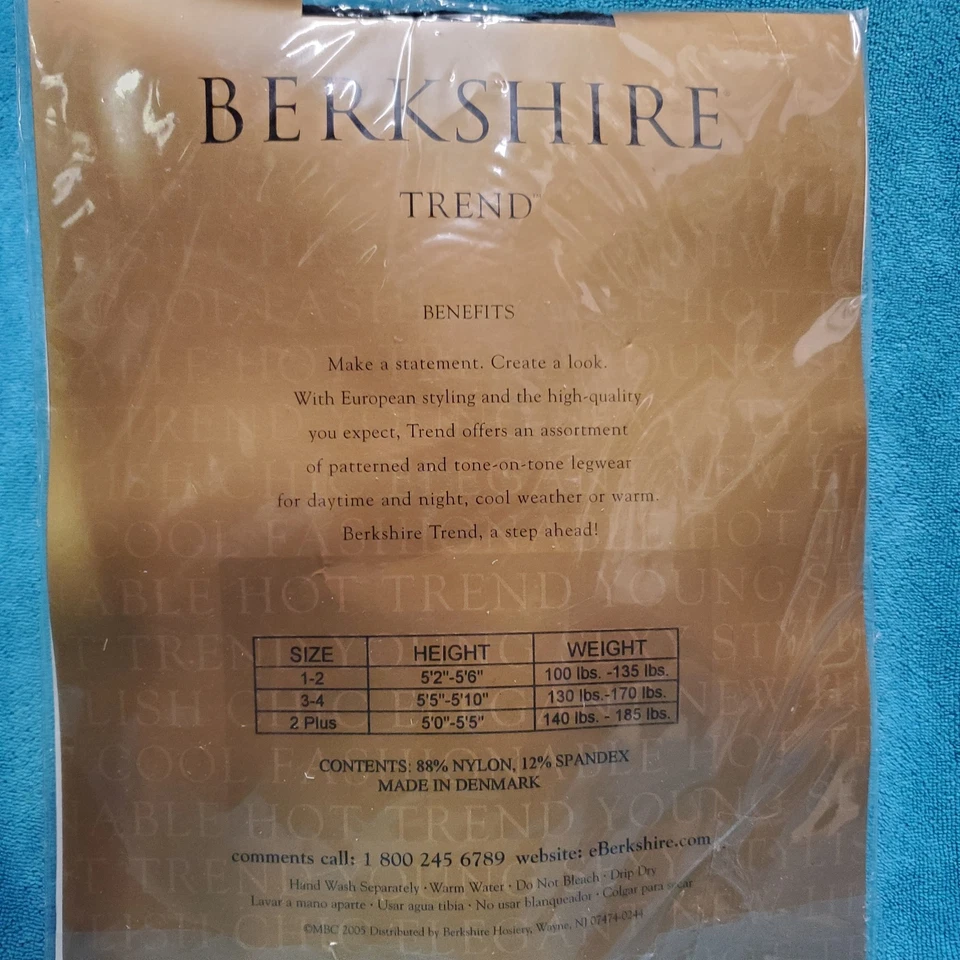 BERKSHIRE
TREND™
BENEFITS
Make a statement. Create a look.
With European styling and the high-quality
you expect, Trend offers an assortment
of patterned and tone-on-tone legwear
for daytime and night, cool weather or warm.
Berkshire Trend, a step ahead!
SIZE HEIGHT WEIGHT
1-2 5'2"-5'6" 100 lbs. -135 lbs.
3-4 5'5"-5'10" 130 lbs.-170 lbs.
2 Plus 5'0"-5'5" 140 lbs. - 185 lbs.
CONTENTS: 88% NYLON, 12% SPANDEX
MADE IN DENMARK
comments call: 1 800 245 6789 website: eBerkshire.com
Hand Wash Separately · Warm Water · Do Not Bleach · Drip Dry
Lavar a mano aparte · Usar agua tibia · No usar blanqueador · Colgar para secar
©MBC 2005 Distributed by Berkshire Hosiery, Wayne, NJ 07474-0244